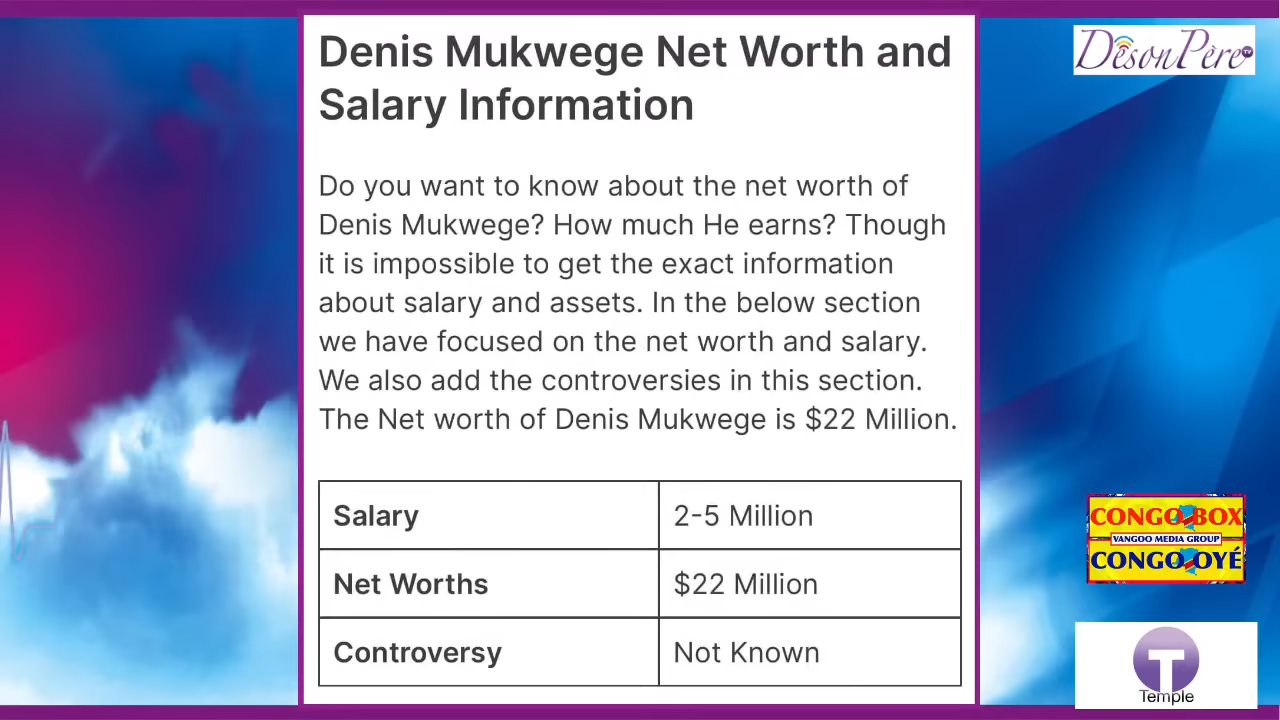 Denis Mukwege Net Worth and
Salary Information
Do you want to know about the net worth of
Denis Mukwege? How much He earns? Though
it is impossible to get the exact information
about salary and assets. In the below section
we have focused on the net worth and salary.
We also add the controversies in this section.
The Net worth of Denis Mukwege is $22 Million.
Salary 2-5 Million
Net Worths $22 Million
Controversy Not Known
DesonPère TV
CONGO BOX
VANGOO MEDIA GROUP
CONGO OYÉ
T
Temple